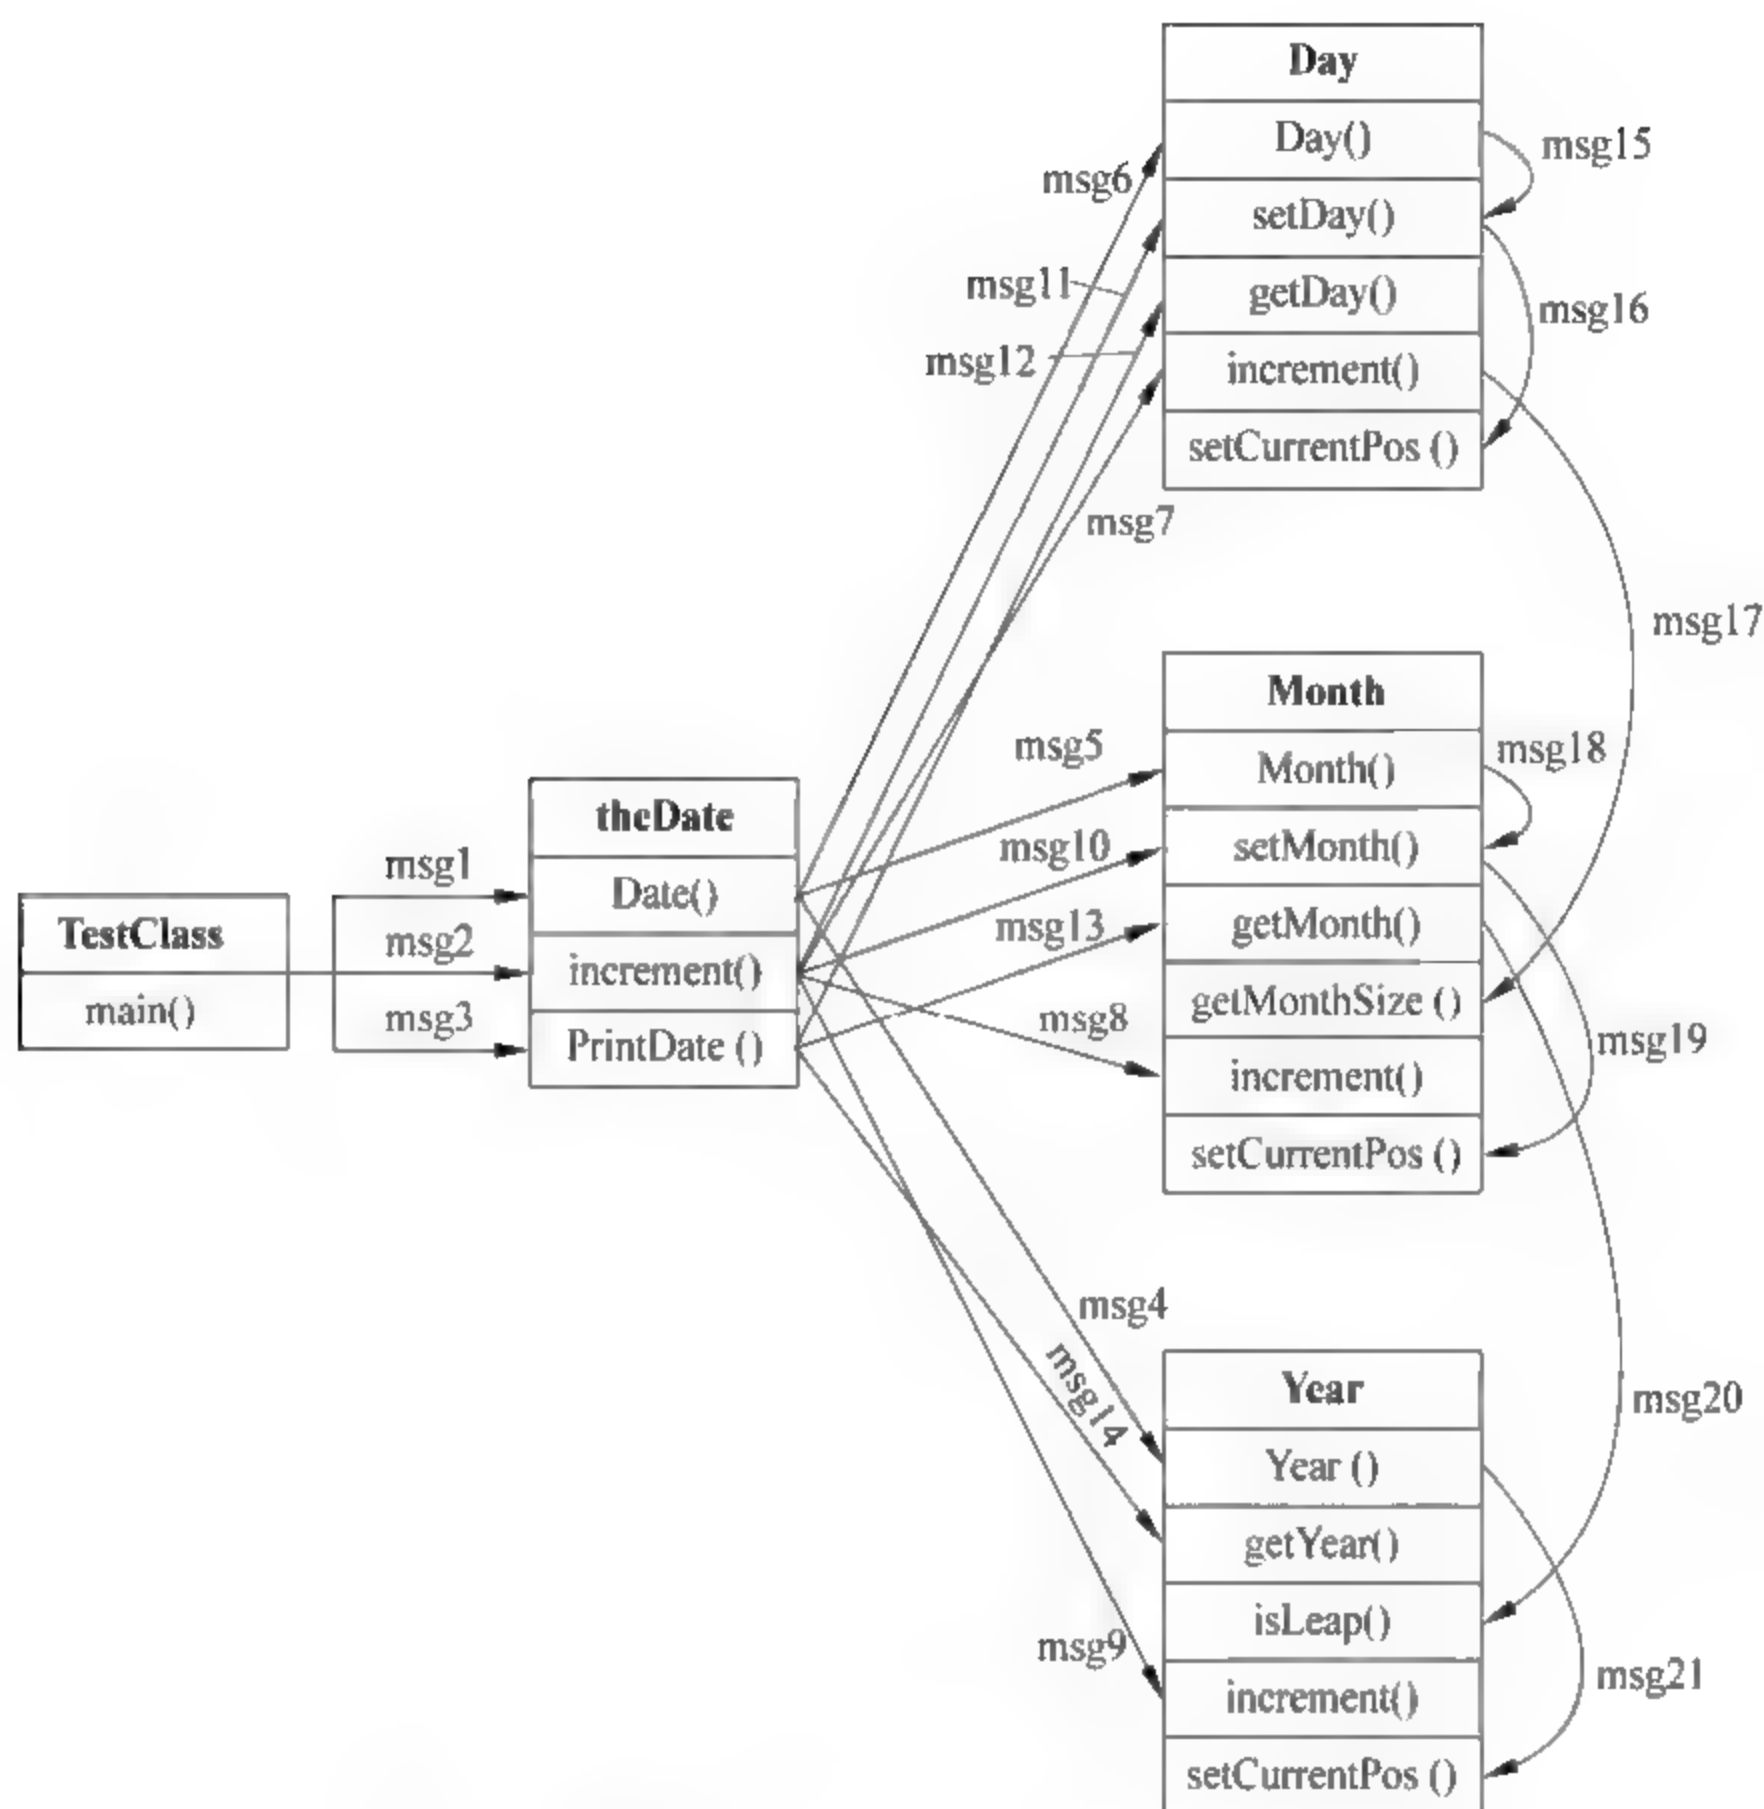 TestClass
main()
msg1
msg2
msg3
theDate
Date()
increment()
PrintDate ()
msg6
msg11
msg12
msg7
msg5
msg10
msg13
msg8
msg4
msg14
msg9
Day
Day()
setDay()
getDay()
increment()
setCurrentPos ()
msg15
msg16
msg17
Month
Month()
setMonth()
getMonth()
getMonthSize ()
increment()
setCurrentPos ()
msg18
msg19
msg20
Year
Year ()
getYear()
isLeap()
increment()
setCurrentPos ()
msg21